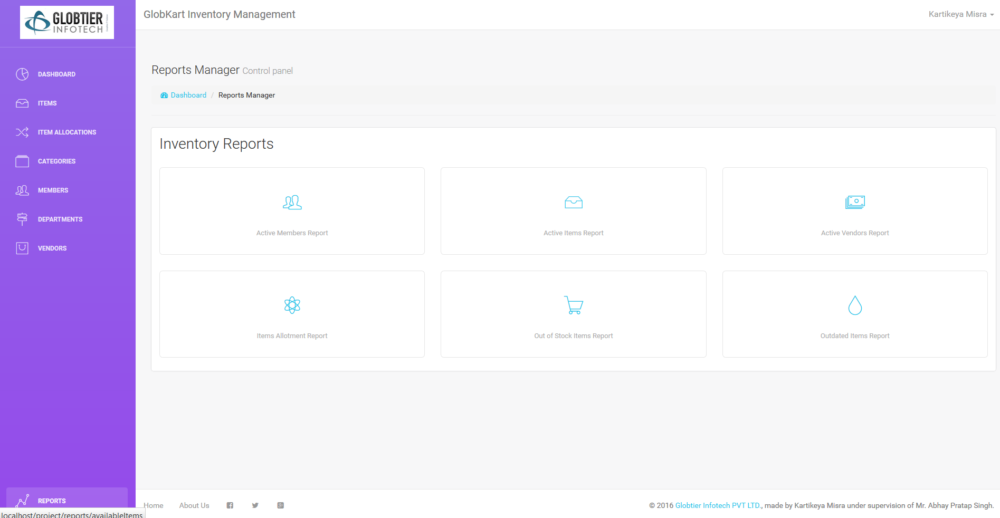 GLOBTIER
INFOTECH
GlobKart Inventory Management
Kartikeya Misra
DASHBOARD
ITEMS
ITEM ALLOCATIONS
CATEGORIES
MEMBERS
DEPARTMENTS
VENDORS
REPORTS
Reports Manager Control panel
Dashboard / Reports Manager
Inventory Reports
Active Members Report
Active Items Report
Active Vendors Report
Items Allotment Report
Out of Stock Items Report
Outdated Items Report
Home About Us
© 2016 Globtier Infotech PVT LTD., made by Kartikeya Misra under supervision of Mr. Abhay Pratap Singh.
localhost/project/reports/availableItems